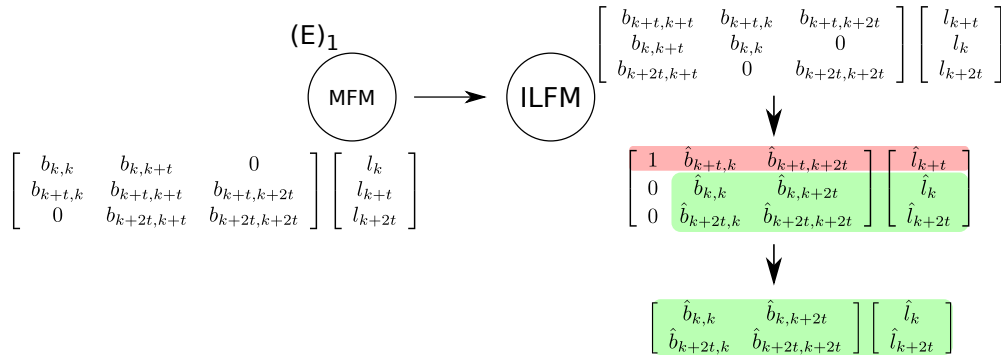 (E)₁
MFM
ILFM
b_{k+t,k+t} b_{k+t,k} b_{k+t,k+2t} l_{k+t}
b_{k,k+t} b_{k,k} 0 l_k
b_{k+2t,k+t} 0 b_{k+2t,k+2t} l_{k+2t}
b_{k,k} b_{k,k+t} 0 l_k
b_{k+t,k} b_{k+t,k+t} b_{k+t,k+2t} l_{k+t}
0 b_{k+2t,k+t} b_{k+2t,k+2t} l_{k+2t}
1 b̂_{k+t,k} b̂_{k+t,k+2t} l̂_{k+t}
0 b̂_{k,k} b̂_{k,k+2t} l̂_k
0 b̂_{k+2t,k} b̂_{k+2t,k+2t} l̂_{k+2t}
b̂_{k,k} b̂_{k,k+2t} l̂_k
b̂_{k+2t,k} b̂_{k+2t,k+2t} l̂_{k+2t}